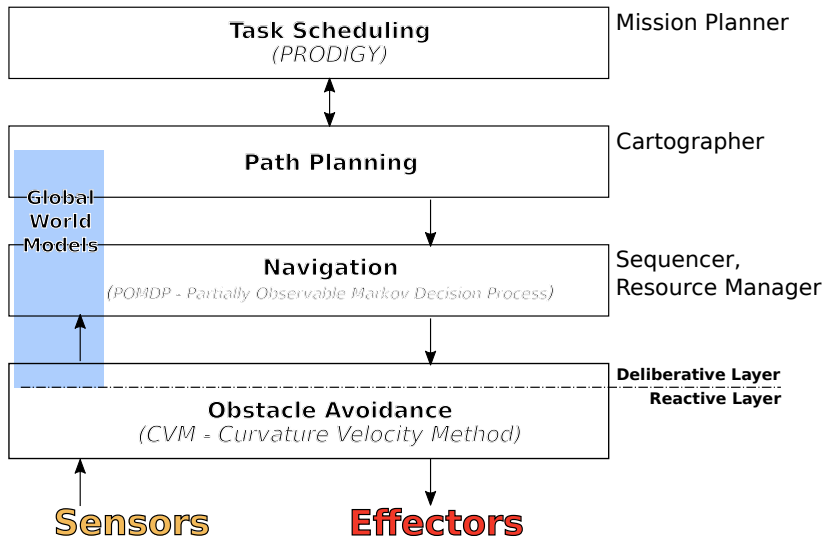 Task Scheduling
(PRODIGY)
Mission Planner
Path Planning
Cartographer
Global
World
Models
Navigation
(POMDP - Partially Observable Markov Decision Process)
Sequencer,
Resource Manager
Deliberative Layer
Reactive Layer
Obstacle Avoidance
(CVM - Curvature Velocity Method)
Sensors
Effectors